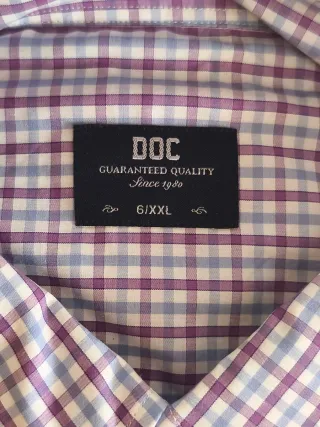 DOC
GUARANTEED QUALITY
Since 1980
6/XXL